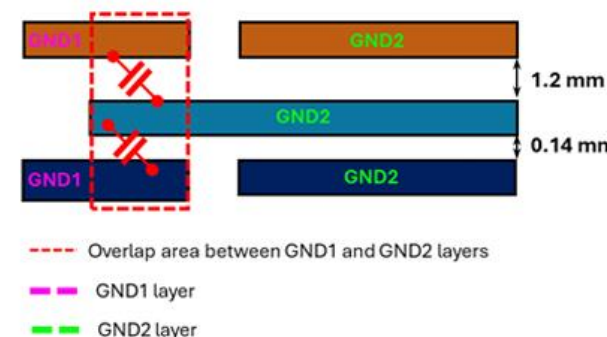 GND1
GND2
1.2 mm
GND2
0.14 mm
GND1
GND2
Overlap area between GND1 and GND2 layers
GND1 layer
GND2 layer